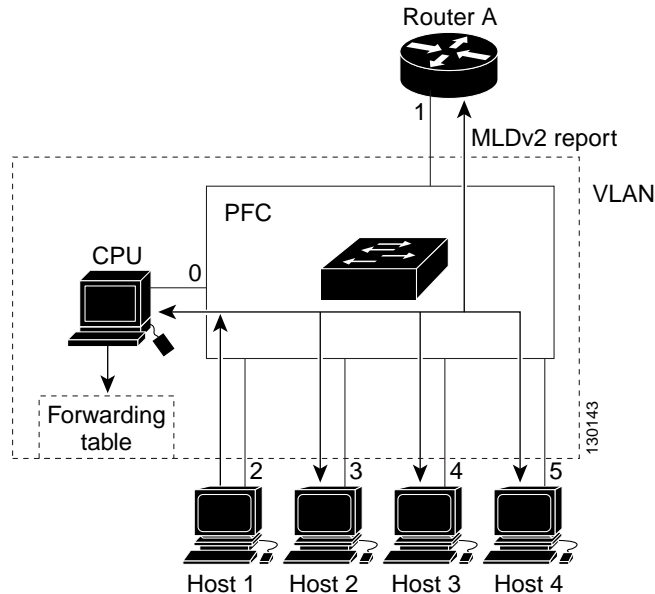 Router A
1
MLDv2 report
VLAN
PFC
CPU
0
Forwarding
table
130143
2
3
4
5
Host 1
Host 2
Host 3
Host 4